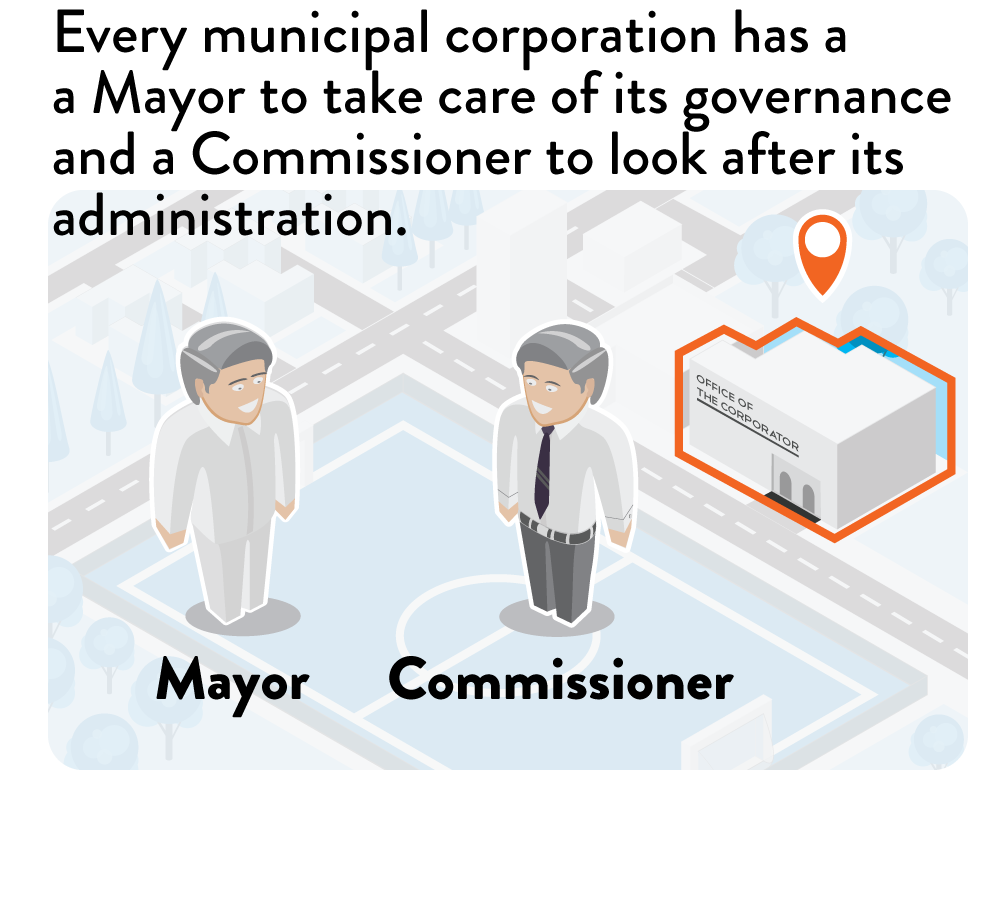 Every municipal corporation has a
a Mayor to take care of its governance
and a Commissioner to look after its
administration.
OFFICE OF
THE CORPORATOR
Mayor
Commissioner